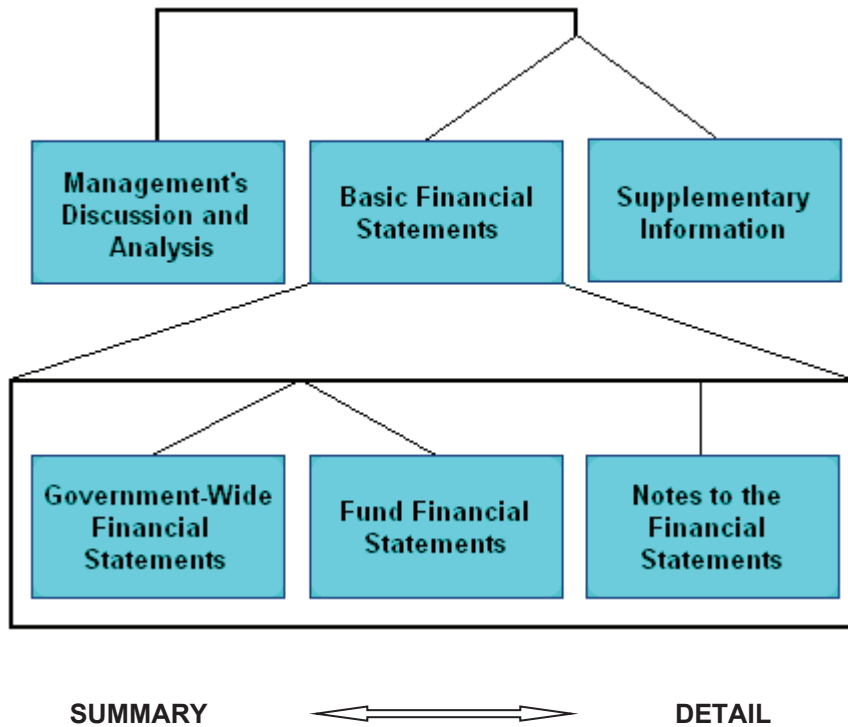 Management's
Discussion and
Analysis
Basic Financial
Statements
Supplementary
Information
Government-Wide
Financial
Statements
Fund Financial
Statements
Notes to the
Financial
Statements
SUMMARY
DETAIL